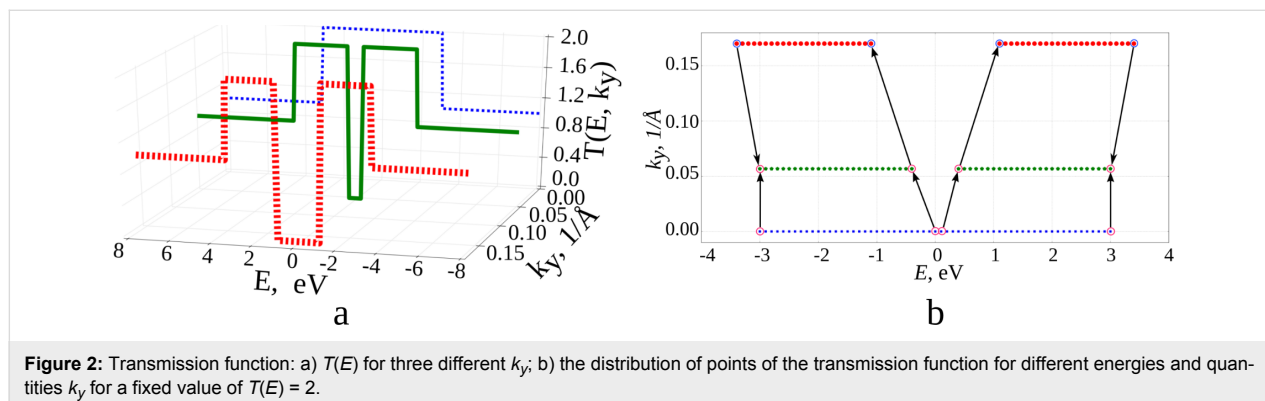 2.0
1.6
1.2
0.8
0.4
0.0
T(E, ky)
0.00
0.05
0.10
0.15
ky, 1/Å
8 6 4 2 0 -2 -4 -6 -8
E, eV
a
0.15
0.10
0.05
0.00
ky, 1/Å
-4 -3 -2 -1 0 1 2 3 4
E, eV
b
Figure 2: Transmission function: a) T(E) for three different ky; b) the distribution of points of the transmission function for different energies and quan-
tities ky for a fixed value of T(E) = 2.